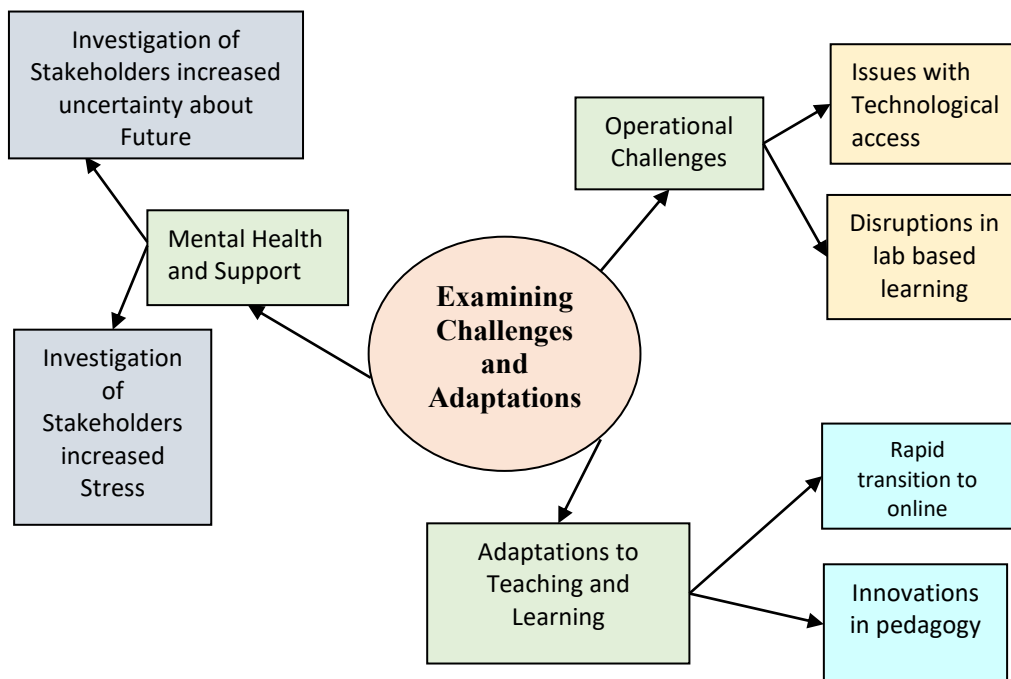 Investigation of
Stakeholders increased
uncertainty about
Future
Operational
Challenges
Issues with
Technological
access
Mental Health
and Support
Disruptions in
lab based
learning
Examining
Challenges
and
Adaptations
Investigation
of
Stakeholders
increased
Stress
Rapid
transition to
online
Adaptations to
Teaching and
Learning
Innovations
in pedagogy